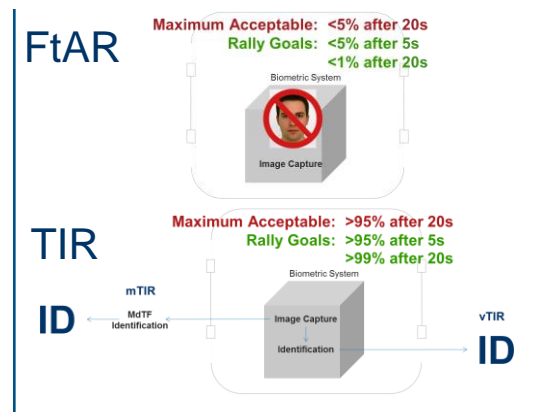 FtAR
Maximum Acceptable: <5% after 20s
Rally Goals: <5% after 5s
<1% after 20s
Biometric System
Image Capture
TIR
Maximum Acceptable: >95% after 20s
Rally Goals: >95% after 5s
>99% after 20s
Biometric System
mTIR
ID
MdTF
Identification
Image Capture
Identification
vTIR
ID